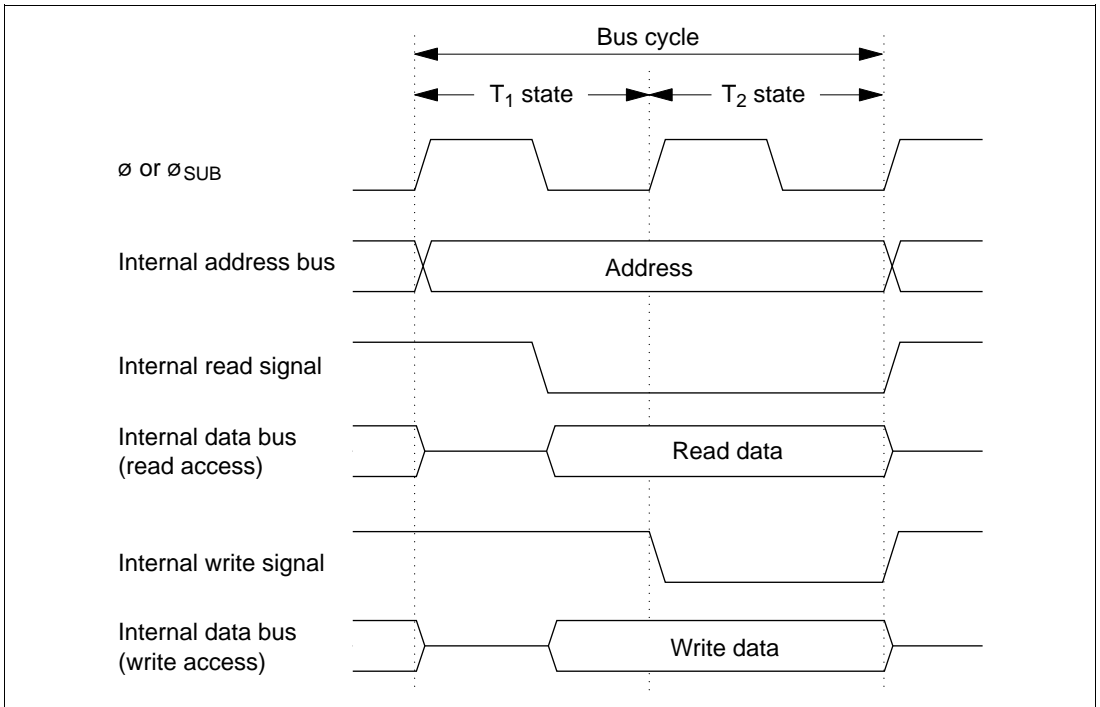 Bus cycle
T1 state
T2 state
ø or øSUB
Internal address bus
Address
Internal read signal
Internal data bus
(read access)
Read data
Internal write signal
Internal data bus
(write access)
Write data